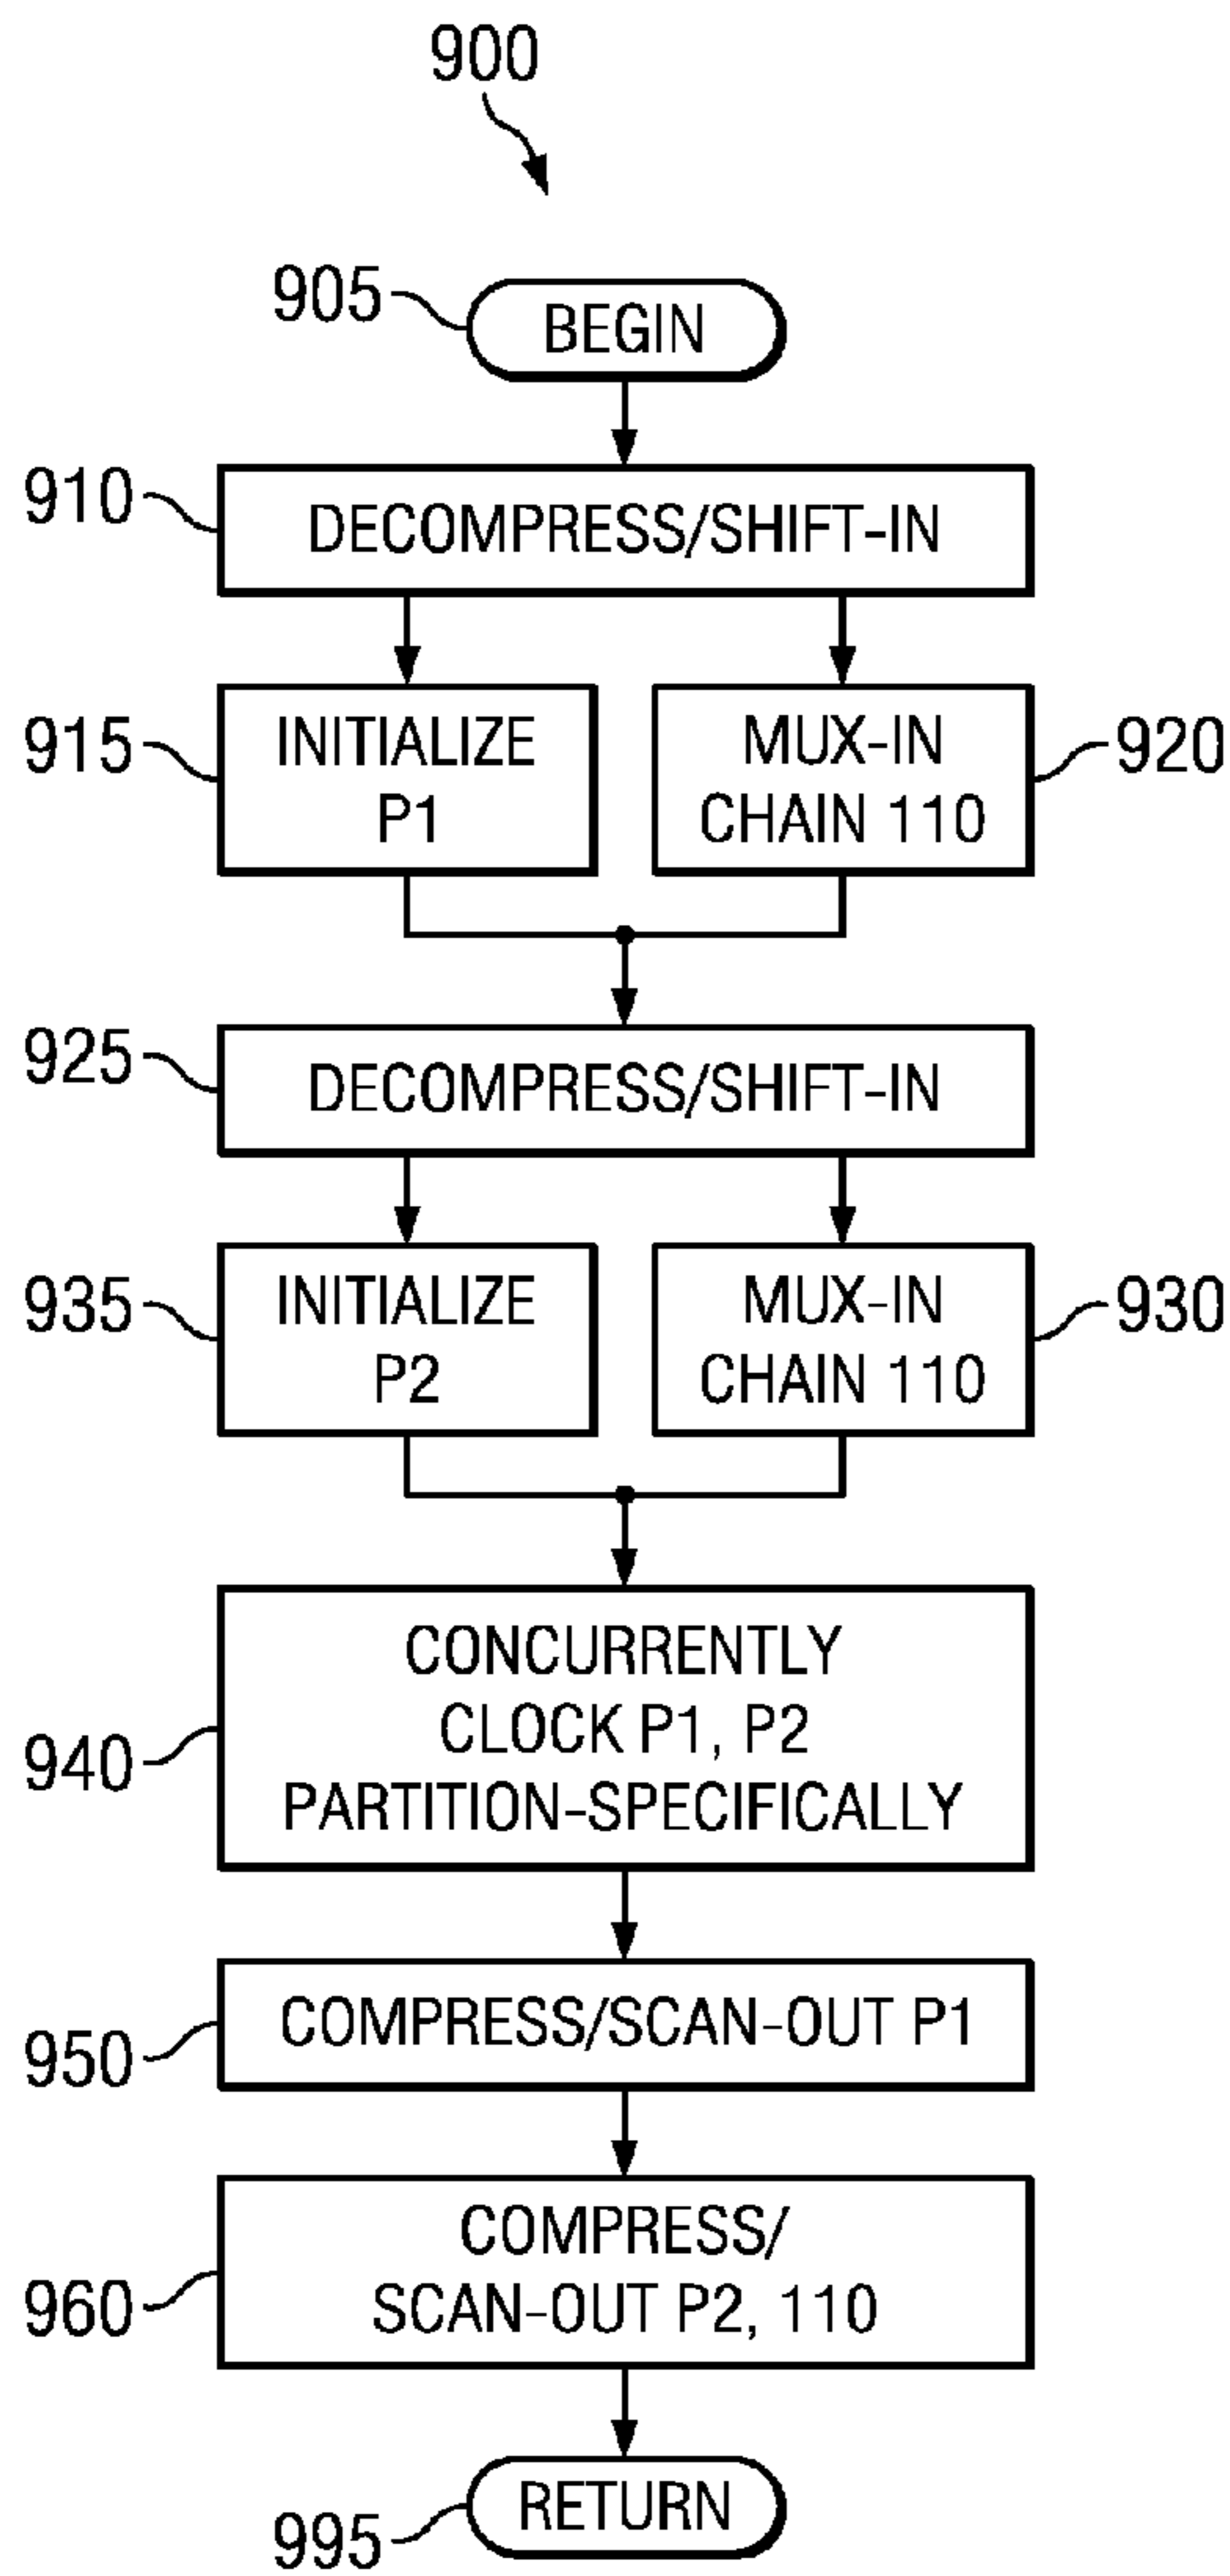 900
905
BEGIN
910
DECOMPRESS/SHIFT-IN
915
INITIALIZE
P1
MUX-IN
CHAIN 110
920
925
DECOMPRESS/SHIFT-IN
935
INITIALIZE
P2
MUX-IN
CHAIN 110
930
940
CONCURRENTLY
CLOCK P1, P2
PARTITION-SPECIFICALLY
950
COMPRESS/SCAN-OUT P1
960
COMPRESS/
SCAN-OUT P2, 110
995
RETURN